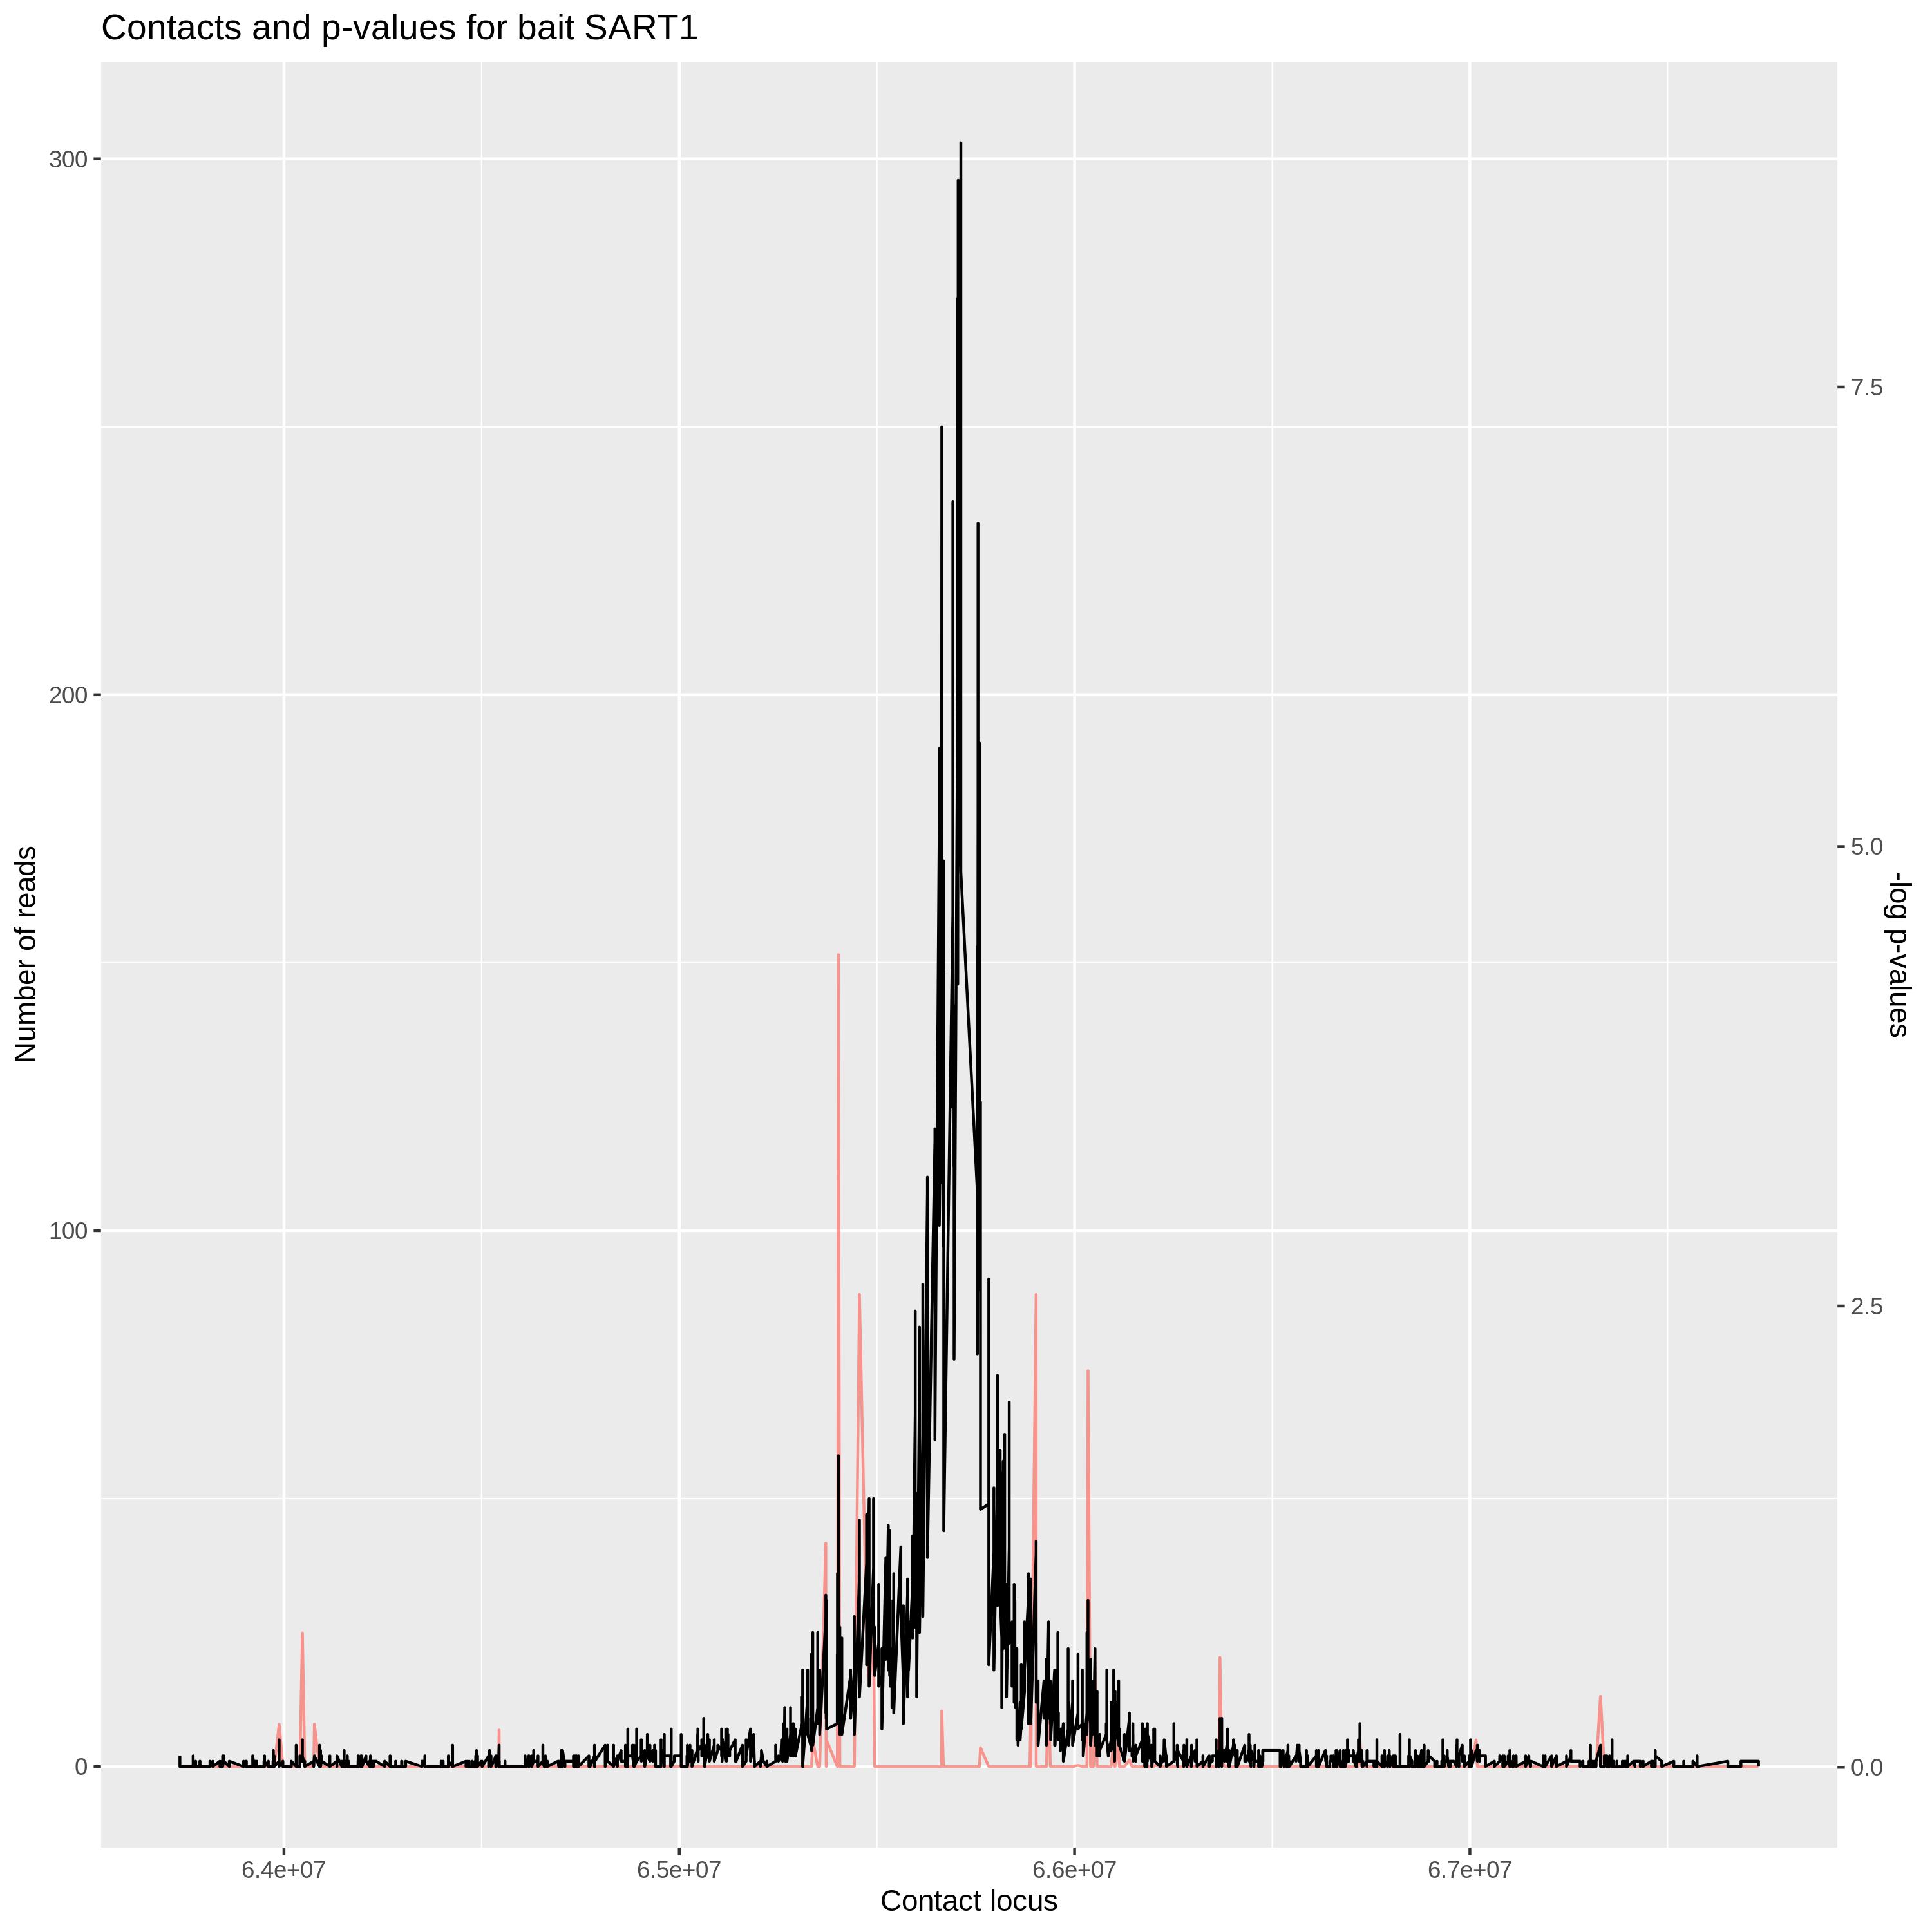 Contacts and p-values for bait SART1
300
200
100
0
Number of reads
7.5
5.0
2.5
0.0
-log p-values
6.4e+07 6.5e+07 6.6e+07 6.7e+07
Contact locus